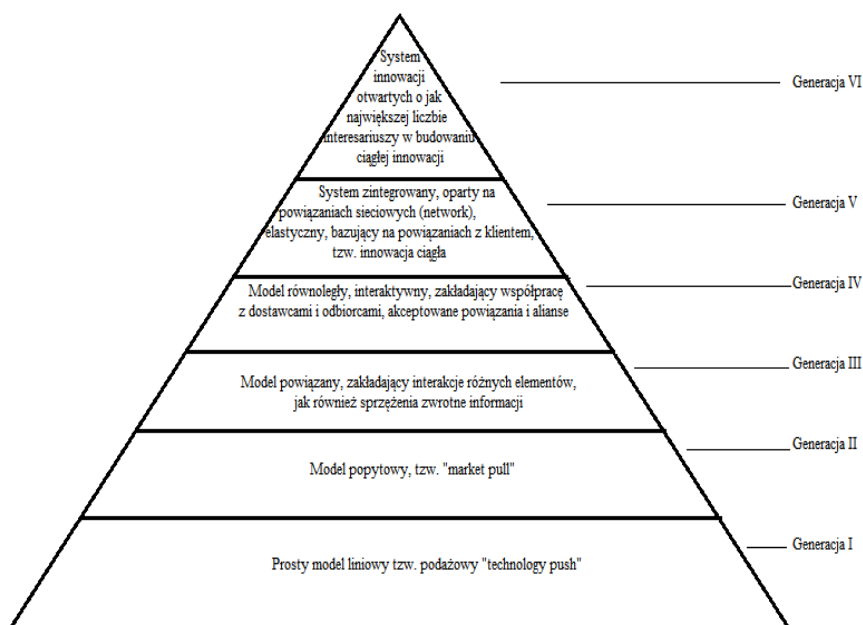 System
innowacji
otwartych o jak
największej liczbie
interesariuszy w budowaniu
ciągłej innowacji
Generacja VI
System zintegrowany, oparty na
powiązaniach sieciowych (network),
elastyczny, bazujący na powiązaniach z klientem,
tzw. innowacja ciągła
Generacja V
Model równoległy, interaktywny, zakładający współpracę
z dostawcami i odbiorcami, akceptowane powiązania i alianse
Generacja IV
Model powiązany, zakładający interakcje różnych elementów,
jak również sprzężenia zwrotne informacji
Generacja III
Model popytowy, tzw. "market pull"
Generacja II
Prosty model liniowy tzw. podażowy "technology push"
Generacja I